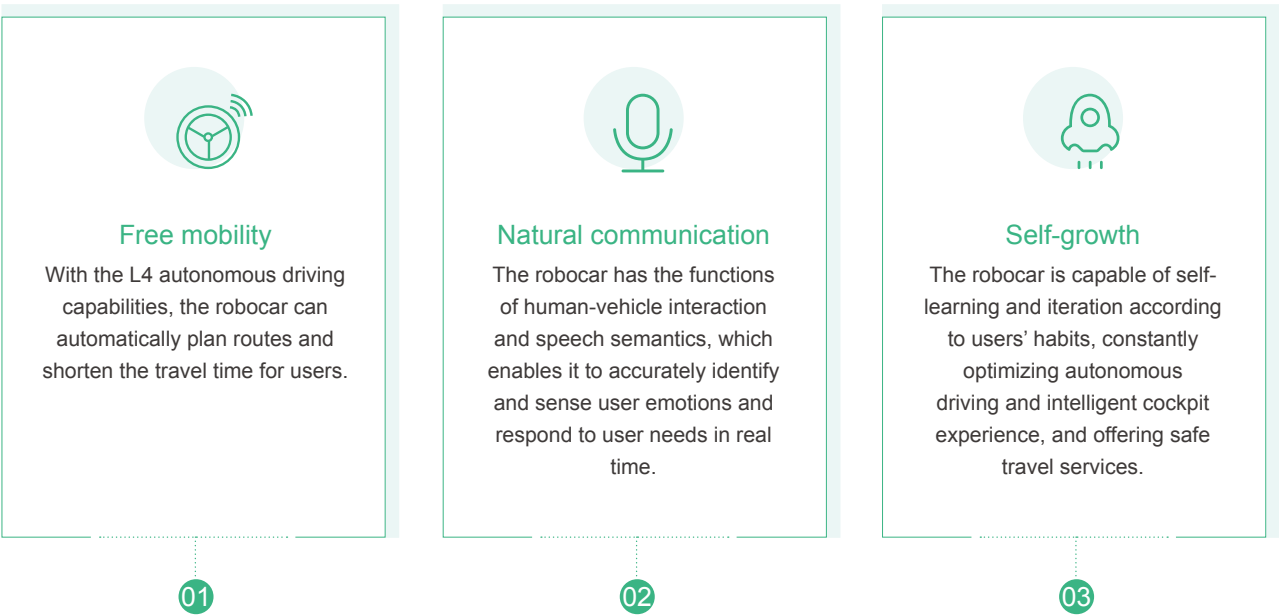 Free mobility
With the L4 autonomous driving
capabilities, the robocar can
automatically plan routes and
shorten the travel time for users.
01
Natural communication
The robocar has the functions
of human-vehicle interaction
and speech semantics, which
enables it to accurately identify
and sense user emotions and
respond to user needs in real
time.
02
Self-growth
The robocar is capable of self-
learning and iteration according
to users’ habits, constantly
optimizing autonomous
driving and intelligent cockpit
experience, and offering safe
travel services.
03